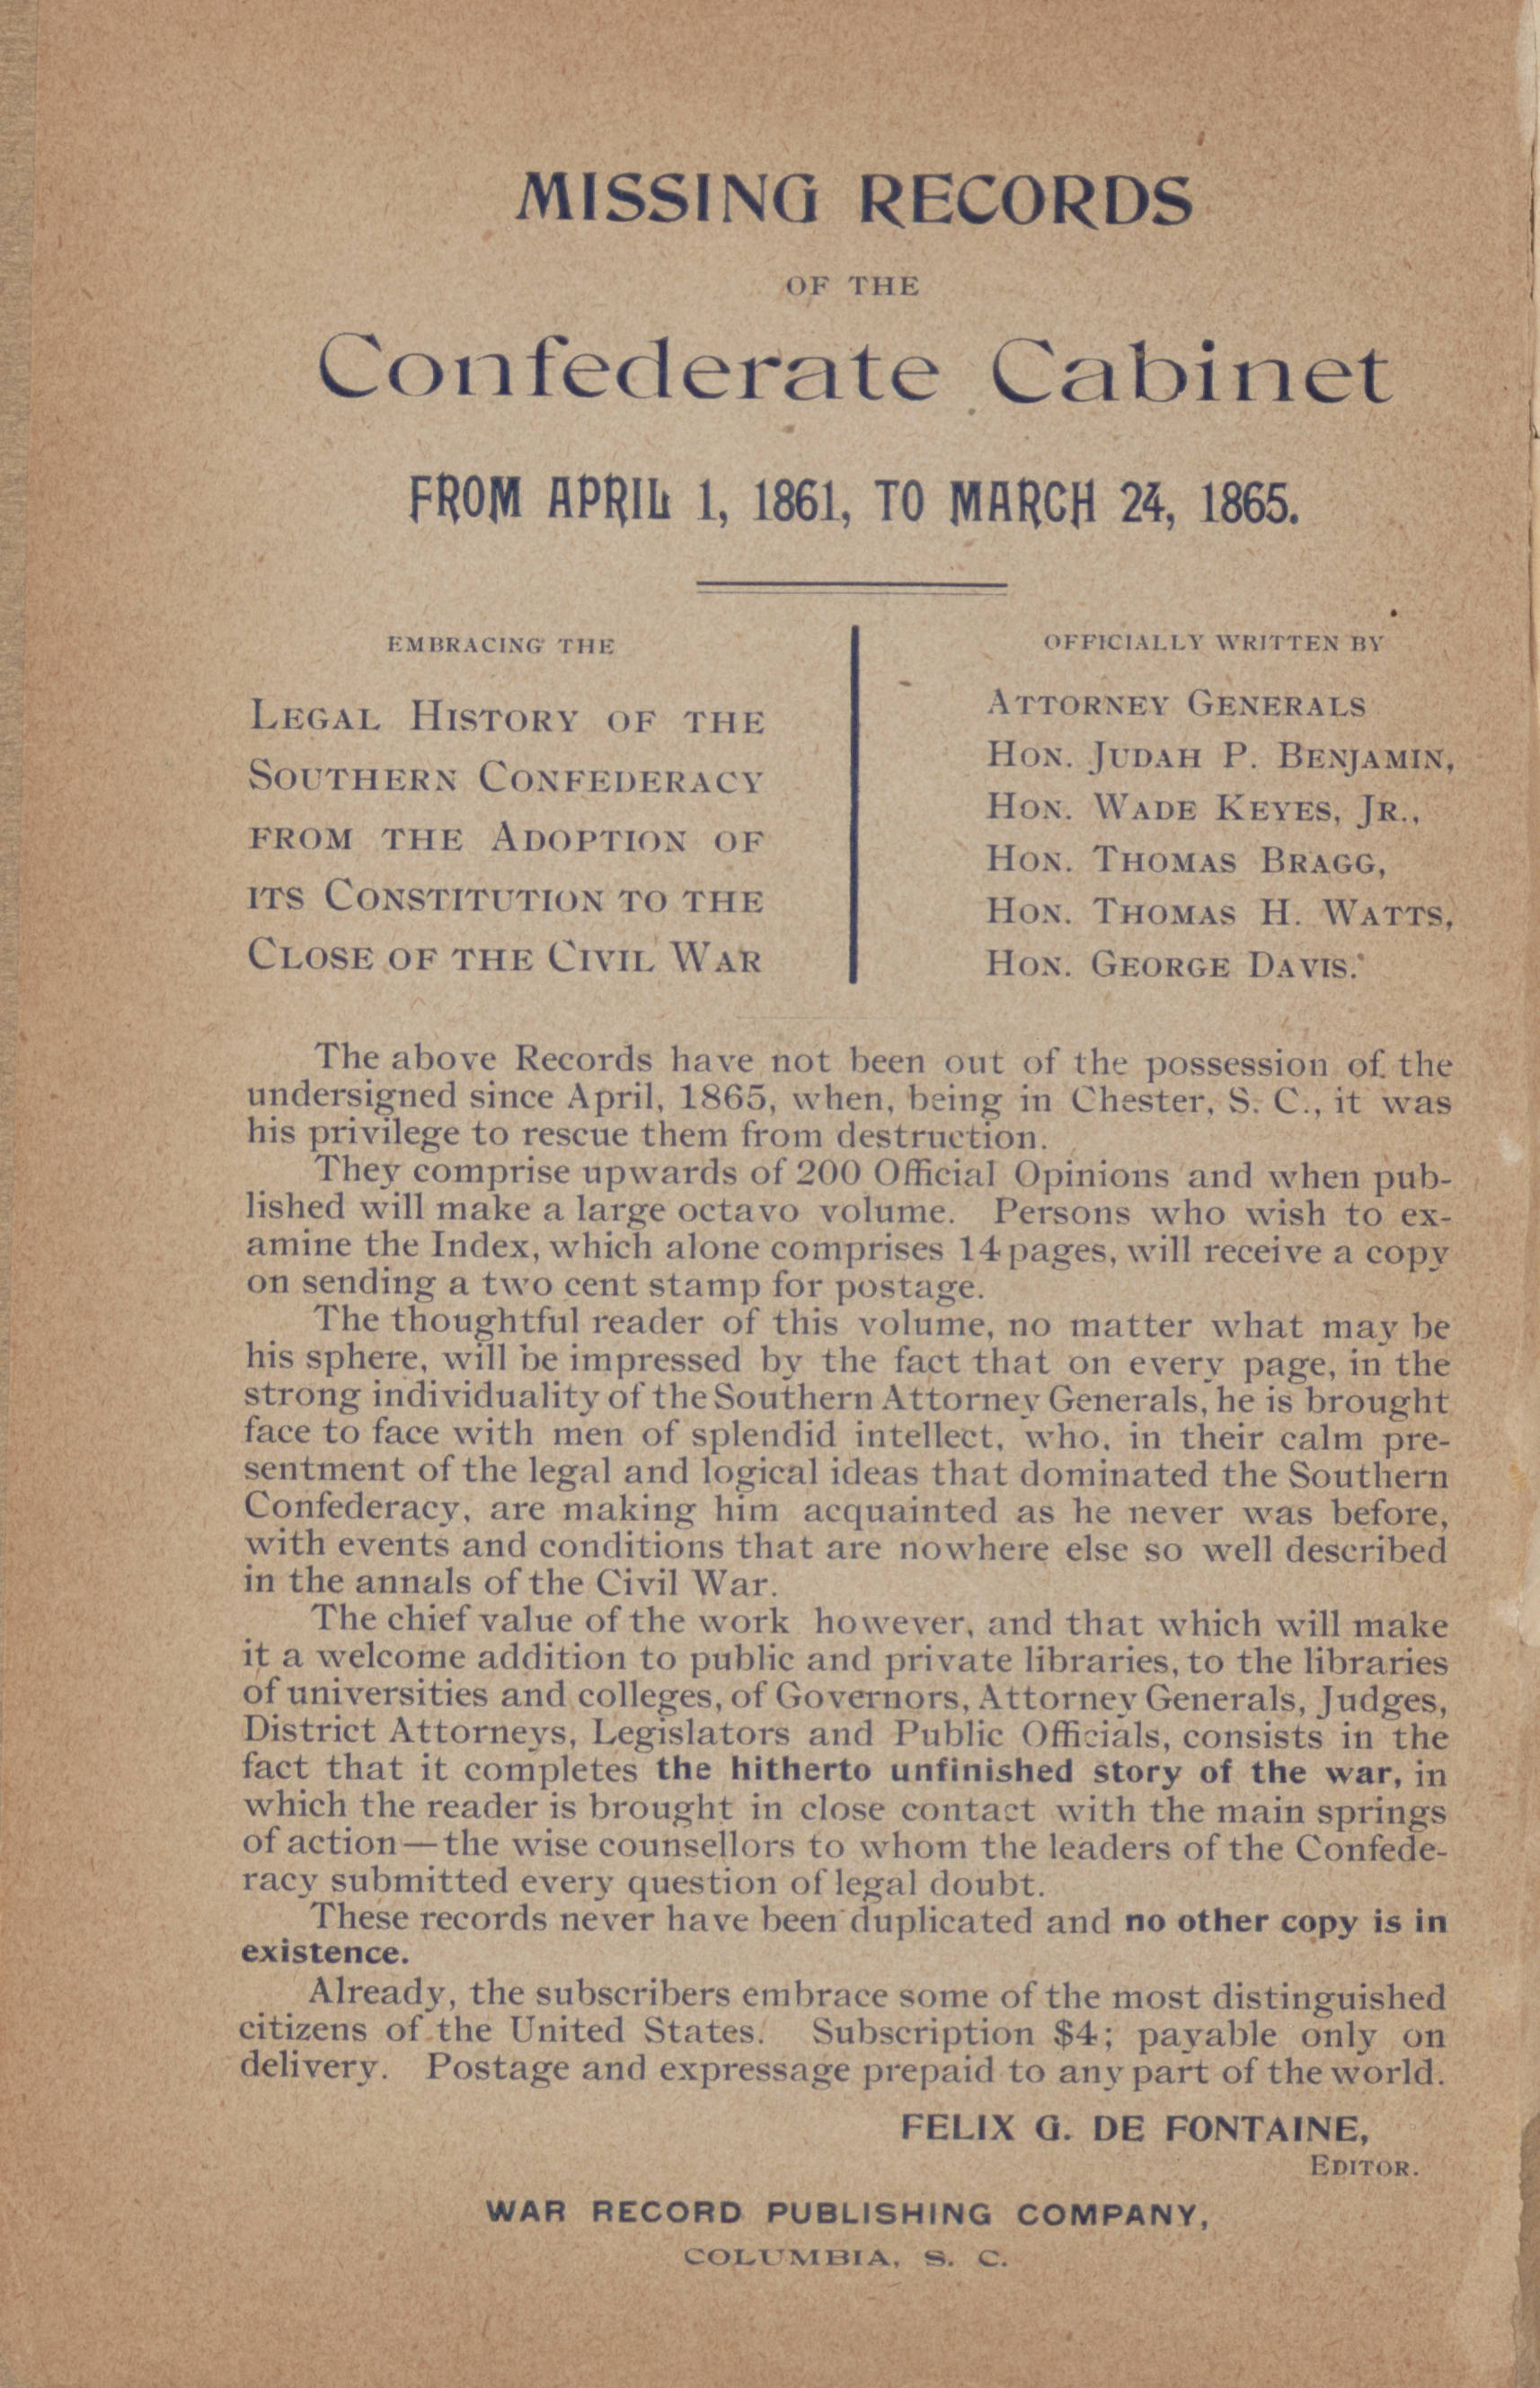 MISSING RECORDS
OF THE
Confederate Cabinet
FROM APRIL 1, 1861, TO MARCH 24, 1865.
EMBRACING THE
LEGAL HISTORY OF THE
SOUTHERN CONFEDERACY
FROM THE ADOPTION OF
ITS CONSTITUTION TO THE
CLOSE OF THE CIVIL WAR
OFFICIALLY WRITTEN BY
ATTORNEY GENERALS
HON. JUDAH P. BENJAMIN,
HON. WADE KEYES, JR.,
HON. THOMAS BRAGG,
HON. THOMAS H. WATTS,
HON. GEORGE DAVIS.
The above Records have not been out of the possession of the
undersigned since April, 1865, when, being in Chester, S. C., it was
his privilege to rescue them from destruction.
They comprise upwards of 200 Official Opinions and when pub-
lished will make a large octavo volume. Persons who wish to ex-
amine the Index, which alone comprises 14 pages, will receive a copy
on sending a two cent stamp for postage.
The thoughtful reader of this volume, no matter what may be
his sphere, will be impressed by the fact that on every page, in the
strong individuality of the Southern Attorney Generals, he is brought
face to face with men of splendid intellect, who, in their calm pre-
sentment of the legal and logical ideas that dominated the Southern
Confederacy, are making him acquainted as he never was before,
with events and conditions that are nowhere else so well described
in the annals of the Civil War.
The chief value of the work however, and that which will make
it a welcome addition to public and private libraries, to the libraries
of universities and colleges, of Governors, Attorney Generals, Judges,
District Attorneys, Legislators and Public Officials, consists in the
fact that it completes the hitherto unfinished story of the war, in
which the reader is brought in close contact with the main springs
of action—the wise counsellors to whom the leaders of the Confede-
racy submitted every question of legal doubt.
These records never have been duplicated and no other copy is in
existence.
Already, the subscribers embrace some of the most distinguished
citizens of the United States. Subscription $4; payable only on
delivery. Postage and expressage prepaid to any part of the world.
FELIX G. DE FONTAINE,
EDITOR.
WAR RECORD PUBLISHING COMPANY,
COLUMBIA, S. C.